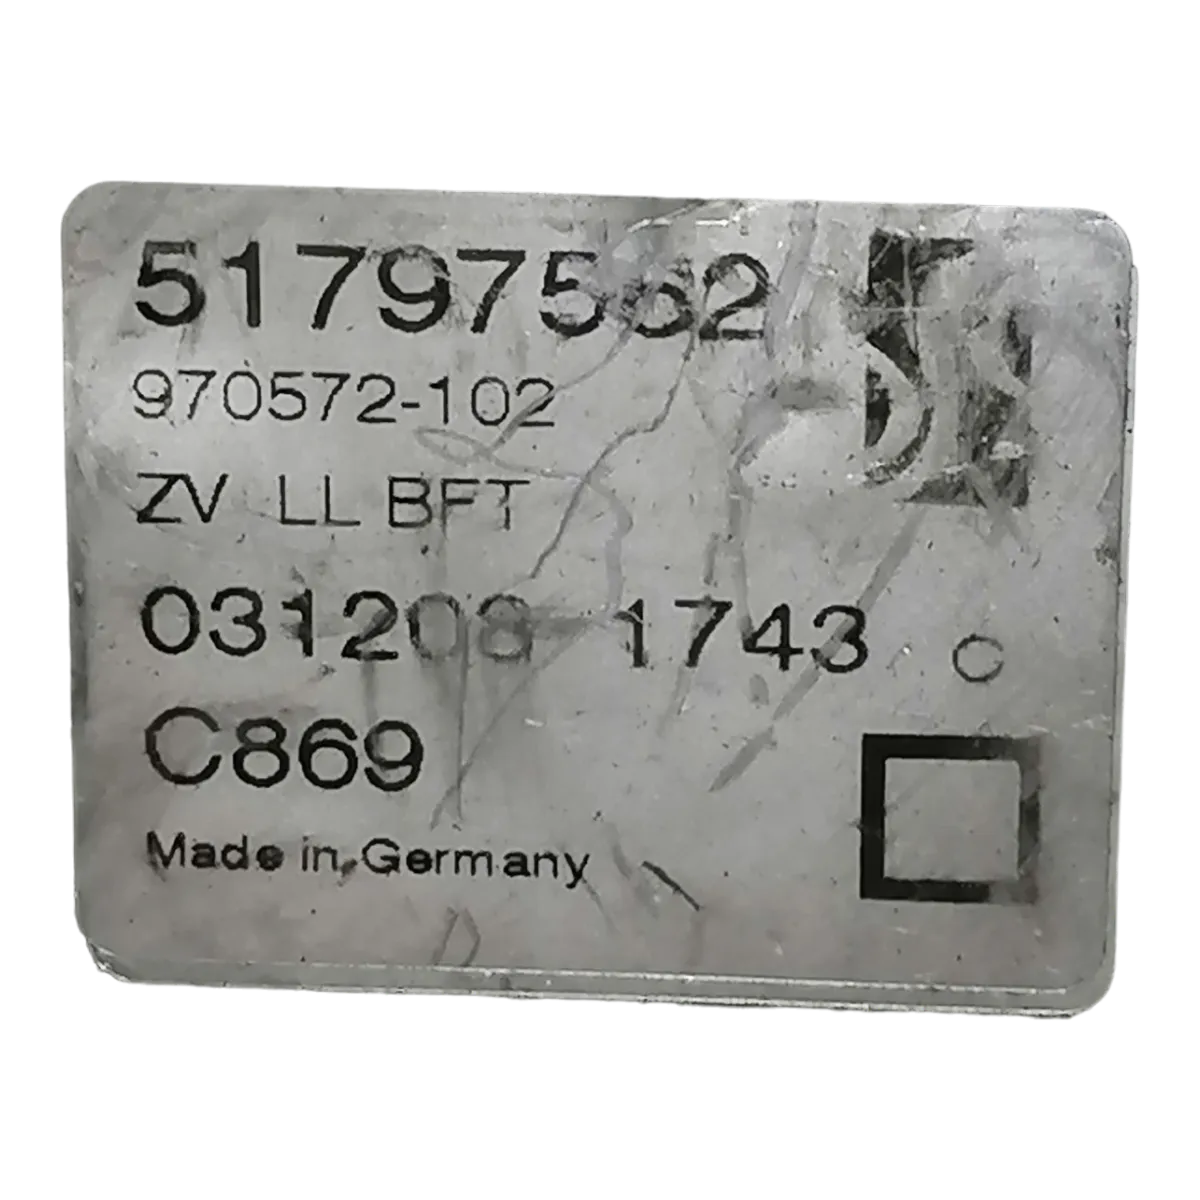 51797562
970572-102
ZV LL BFT
031208 1743
C869
Made in Germany